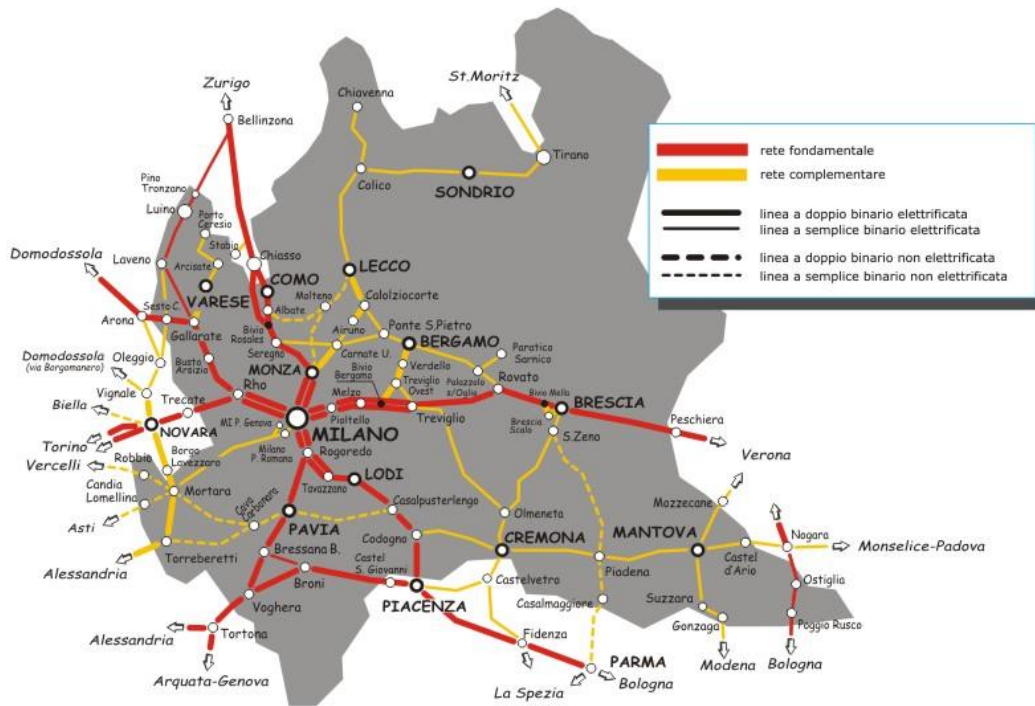 Zurigo
Bellinzona
Chiavenna
St.Moritz
Tirano
Colico
SONDRIO
rete fondamentale
rete complementare
linea a doppio binario elettrificata
linea a semplice binario elettrificata
linea a doppio binario non elettrificata
linea a semplice binario non elettrificata
Pino
Tronzano
Luino
Porto
Ceresio
Stabio
Chiasso
Domodossola
Laveno
Arcisate
VARESE
COMO
LECCO
Molteno
Calolziocorte
Albate
Sesto C.
Arona
Gallarate
Bivio
Rosales
Airuno
Ponte S.Pietro
Seregno
Carnate U.
BERGAMO
Paratico
Sarnico
Oleggio
Domodossola
(via Borgomanero)
Busto
Arsizio
MONZA
Bivio
Bergamo
Verdello
Treviglio
Ovest
Palazzolo
s/Oglio
Rovato
Vignale
Rho
Melzo
Bivio Mella
BRESCIA
Biella
Trecate
Pioltello
Treviglio
Brescia
Scalo
Peschiera
NOVARA
MI P. Genova
MILANO
S.Zeno
Torino
Milano
P. Romano
Rogoredo
Verona
Vercelli
Robbio
Borgo
Lavezzaro
LODI
Candia
Lomellina
Mortara
Tavazzano
Casalpusterlengo
Mozzecane
Asti
Cava
Carbonara
PAVIA
Olmeneta
MANTOVA
Nogara
Monselice-Padova
Torreberetti
Bressana B.
Codogno
CREMONA
Castel
d'Ario
Alessandria
Castel
S. Giovanni
Piadena
Ostiglia
Broni
Castelvetro
Voghera
PIACENZA
Casalmaggiore
Suzzara
Gonzaga
Poggio Rusco
Alessandria
Tortona
Fidenza
Modena
Bologna
Arquata-Genova
PARMA
La Spezia
Bologna